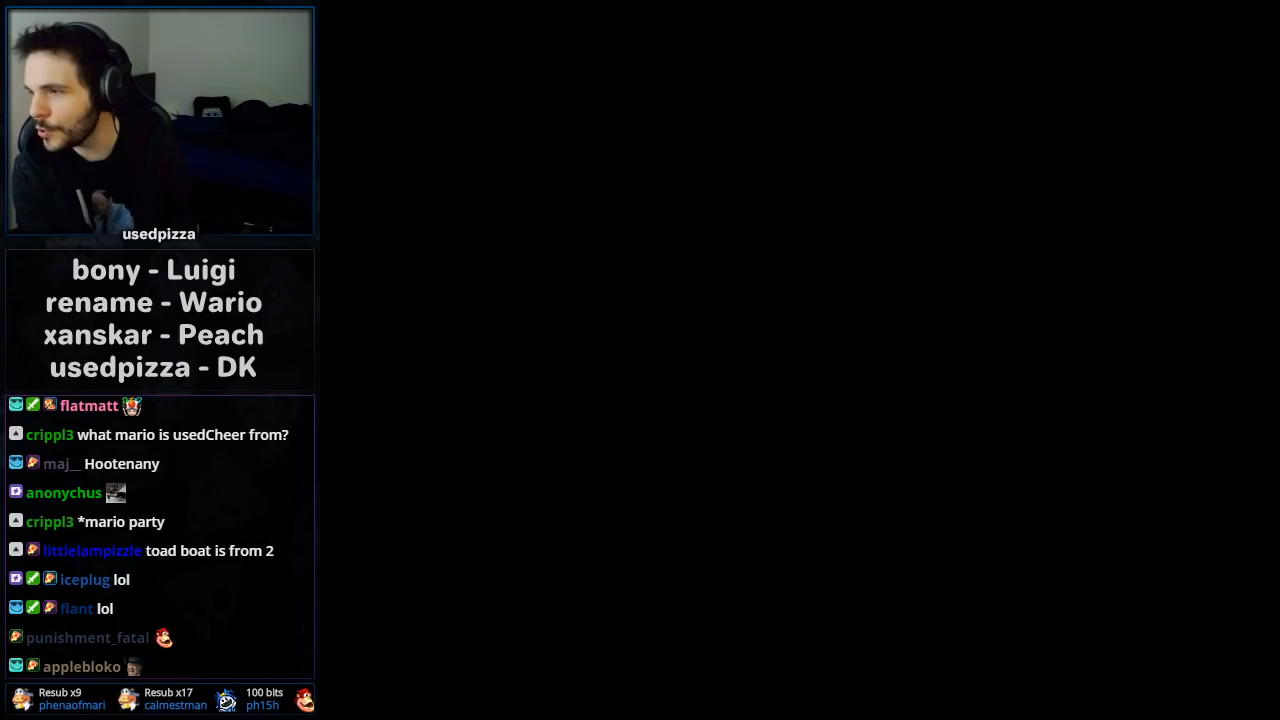 usedpizza
bony - Luigi
rename - Wario
xanskar - Peach
usedpizza - DK
flatmatt
crippl3 what mario is usedCheer from?
maj__ Hootenany
anonychus
crippl3 *mario party
littlelampizzle toad boat is from 2
iceplug lol
flant lol
punishment_fatal
applebloko
Resub x9
phenaofmari
Resub x17
calmestman
100 bits
ph15h